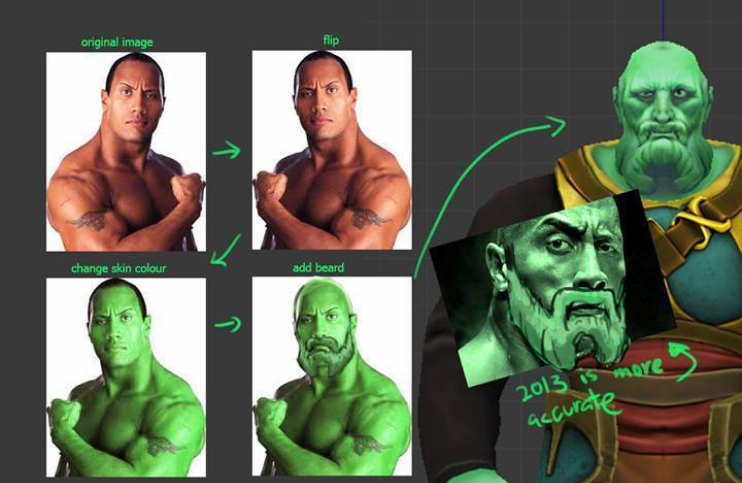 original image
flip
change skin colour
add beard
2013 is more
accurate